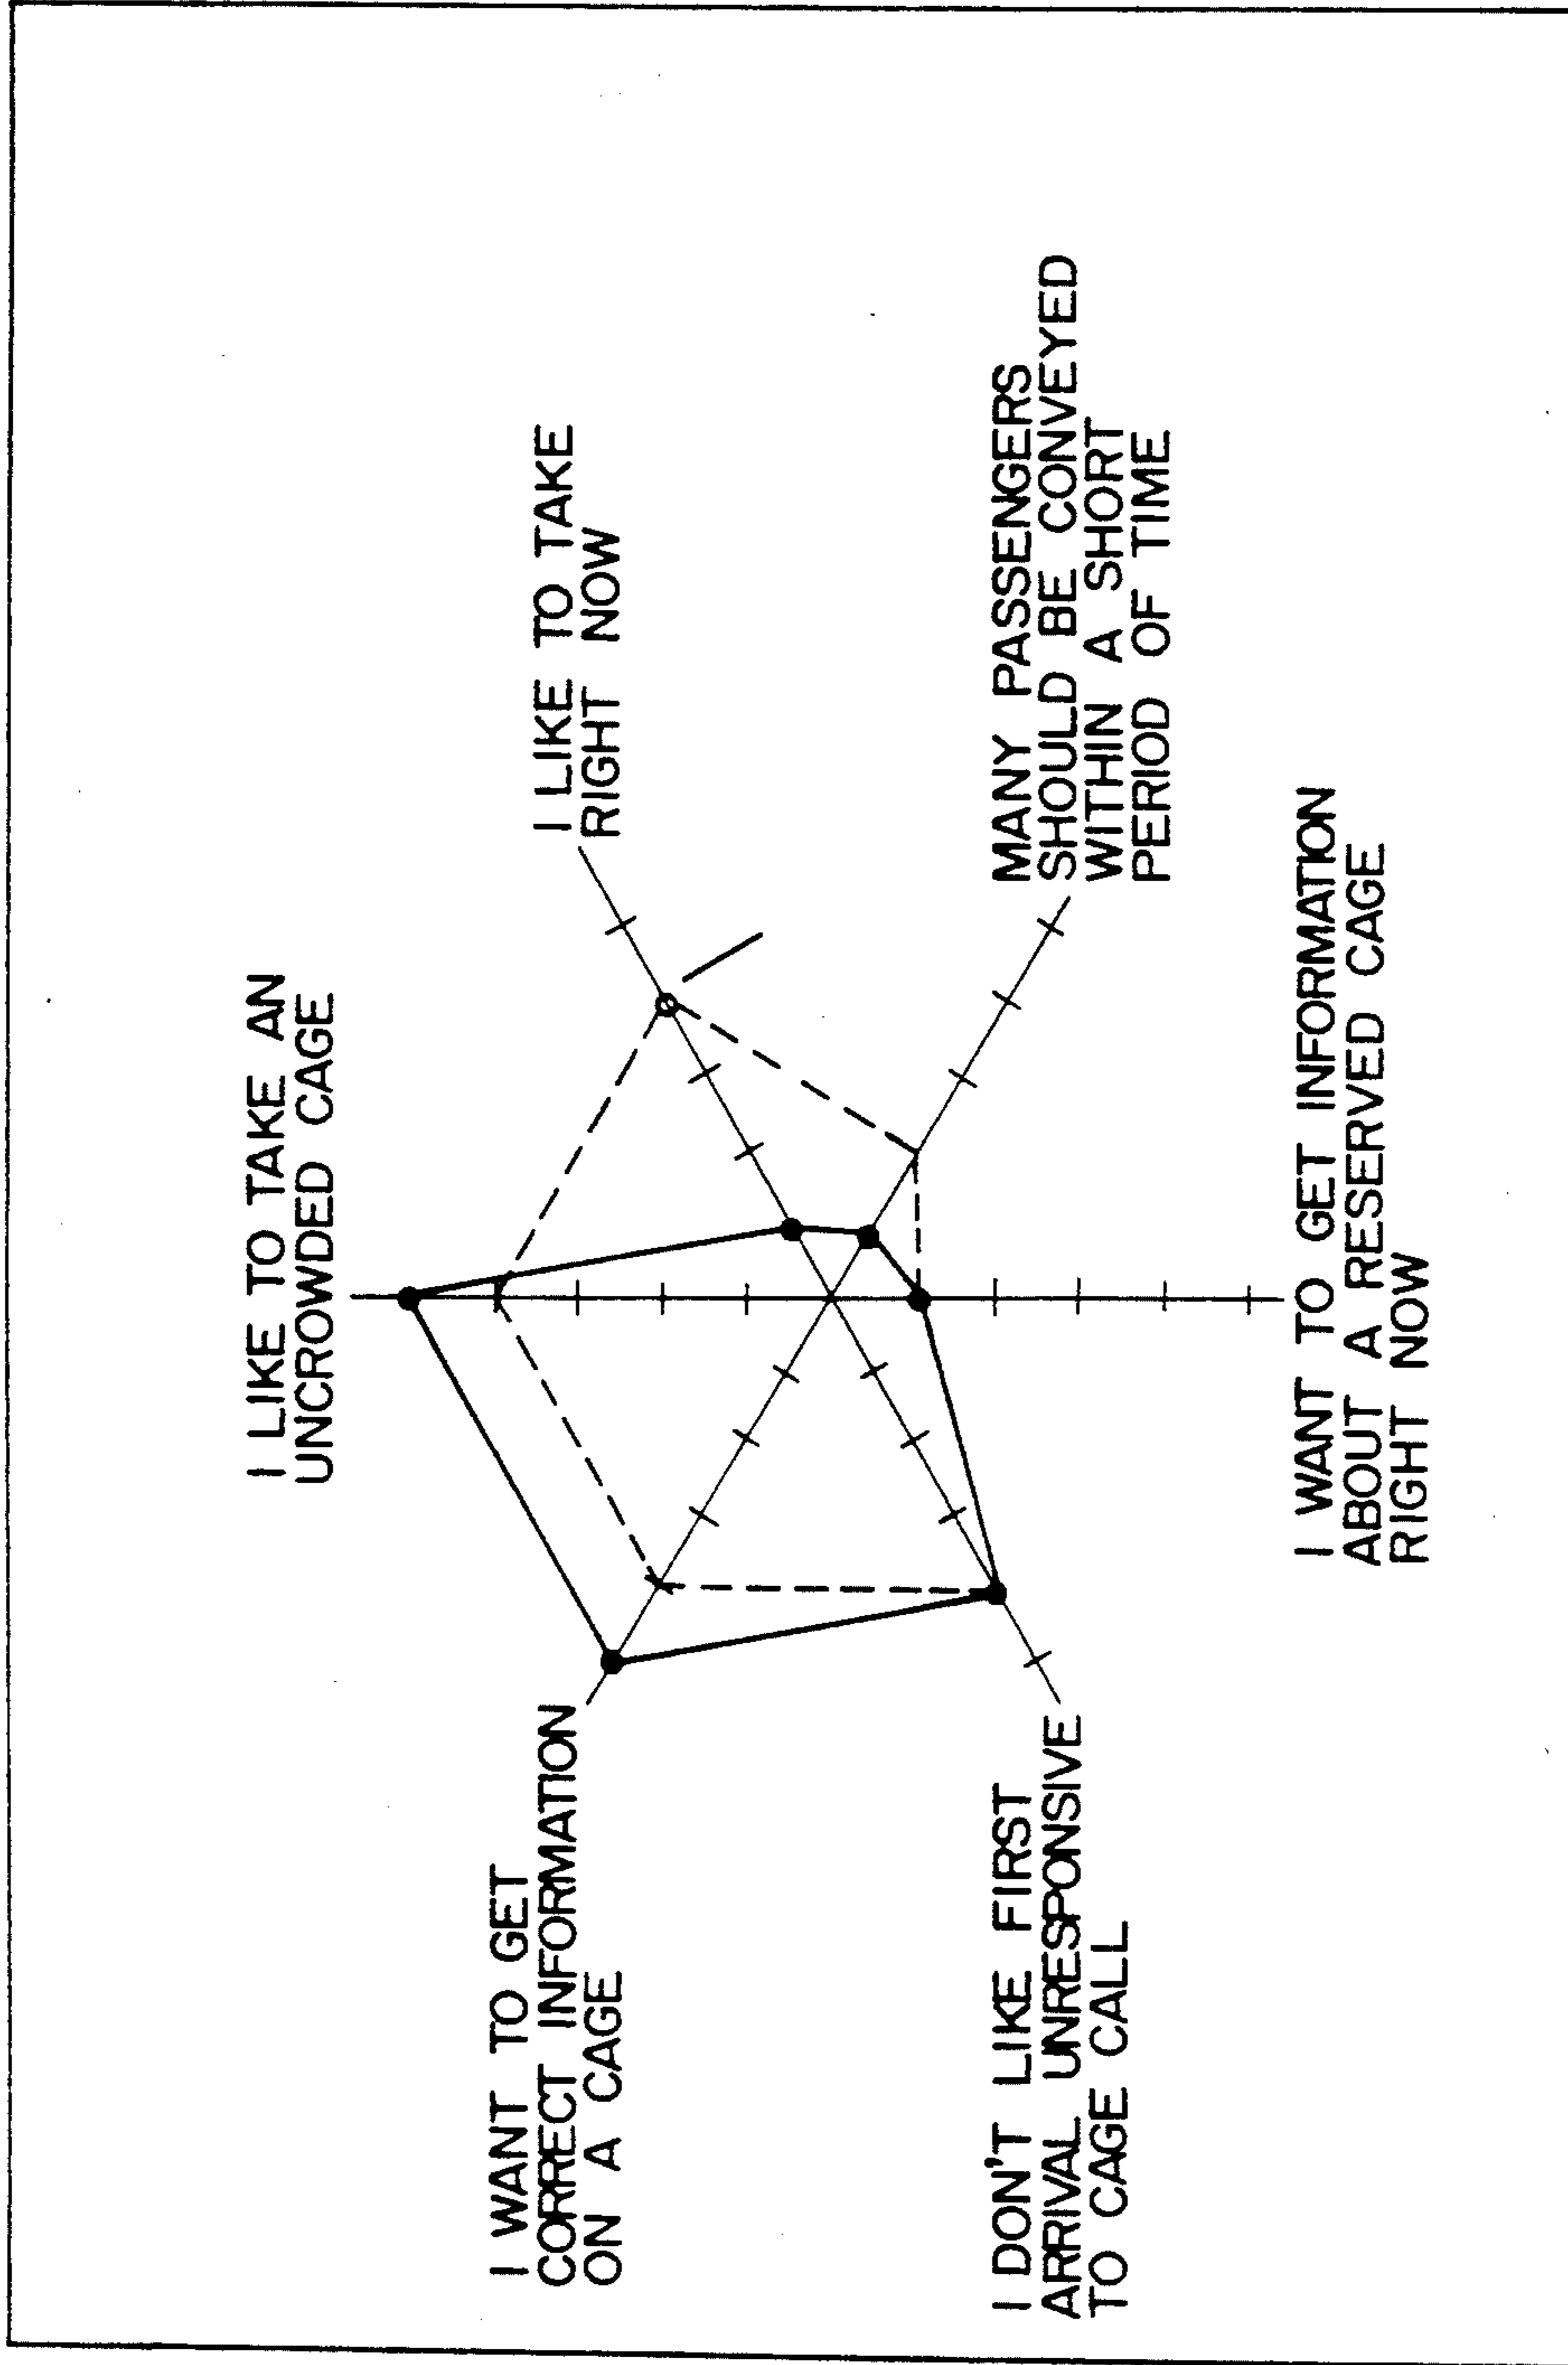 I LIKE TO TAKE AN
UNCROWDED CAGE
I LIKE TO TAKE
RIGHT NOW
MANY PASSENGERS
SHOULD BE CONVEYED
WITHIN A SHORT
PERIOD OF TIME
I WANT TO GET INFORMATION
ABOUT A RESERVED CAGE
RIGHT NOW
I DON'T LIKE FIRST
ARRIVAL UNRESPONSIVE
TO CAGE CALL
I WANT TO GET
CORRECT INFORMATION
ON A CAGE